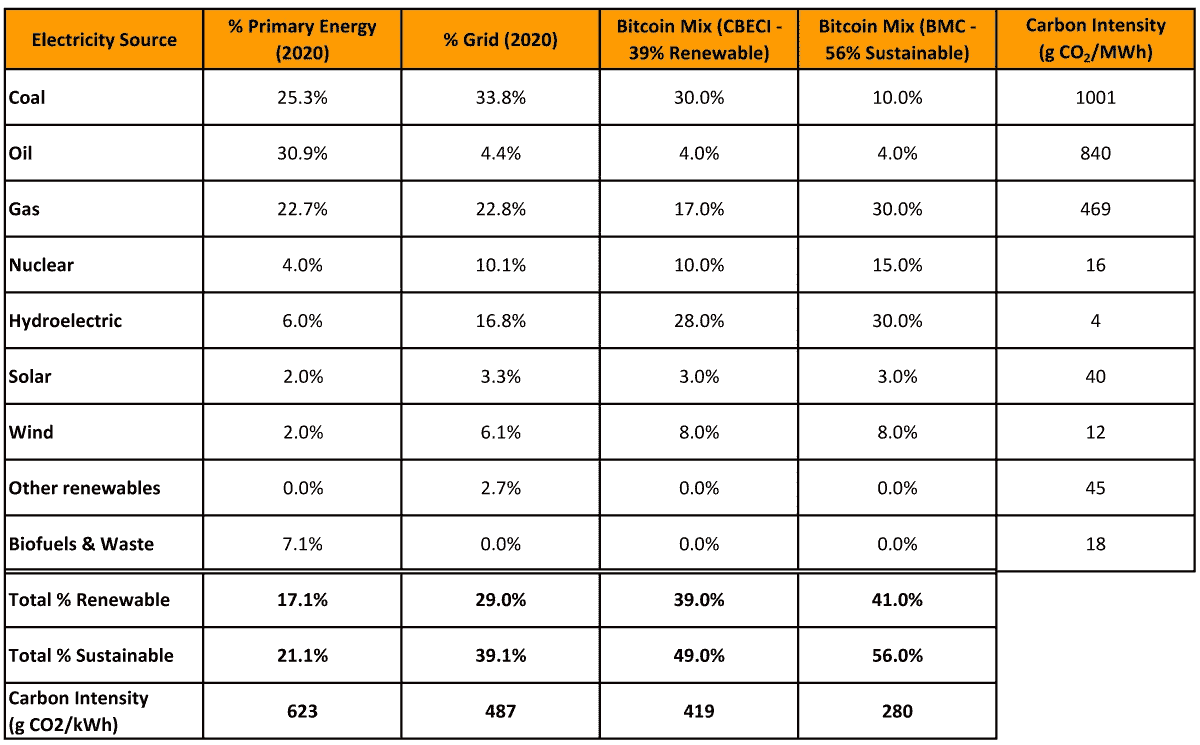 Electricity Source % Primary Energy (2020) % Grid (2020) Bitcoin Mix (CBECI - 39% Renewable) Bitcoin Mix (BMC - 56% Sustainable) Carbon Intensity (g CO₂/MWh)
Coal 25.3% 33.8% 30.0% 10.0% 1001
Oil 30.9% 4.4% 4.0% 4.0% 840
Gas 22.7% 22.8% 17.0% 30.0% 469
Nuclear 4.0% 10.1% 10.0% 15.0% 16
Hydroelectric 6.0% 16.8% 28.0% 30.0% 4
Solar 2.0% 3.3% 3.0% 3.0% 40
Wind 2.0% 6.1% 8.0% 8.0% 12
Other renewables 0.0% 2.7% 0.0% 0.0% 45
Biofuels & Waste 7.1% 0.0% 0.0% 0.0% 18
Total % Renewable 17.1% 29.0% 39.0% 41.0%
Total % Sustainable 21.1% 39.1% 49.0% 56.0%
Carbon Intensity (g CO2/kWh) 623 487 419 280